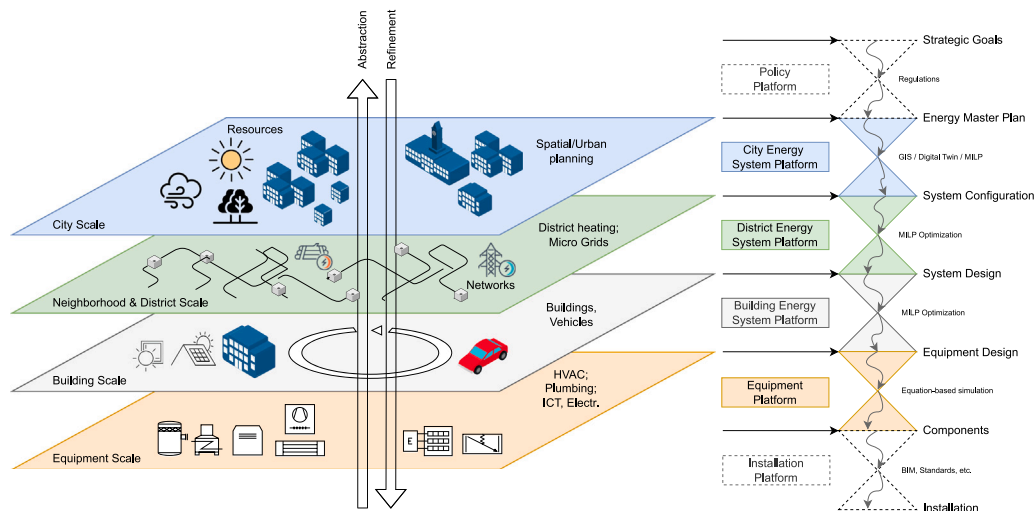 Abstraction
Refinement
Resources
Spatial/Urban
planning
City Scale
District heating;
Micro Grids
Networks
Neighborhood & District Scale
Buildings,
Vehicles
Building Scale
HVAC;
Plumbing;
ICT, Electr.
E
Equipment Scale
Strategic Goals
Policy
Platform
Regulations
Energy Master Plan
City Energy
System Platform
GIS / Digital Twin / MILP
System Configuration
District Energy
System Platform
MILP Optimization
System Design
Building Energy
System Platform
MILP Optimization
Equipment Design
Equipment
Platform
Equation-based simulation
Components
Installation
Platform
BIM, Standards, etc.
Installation